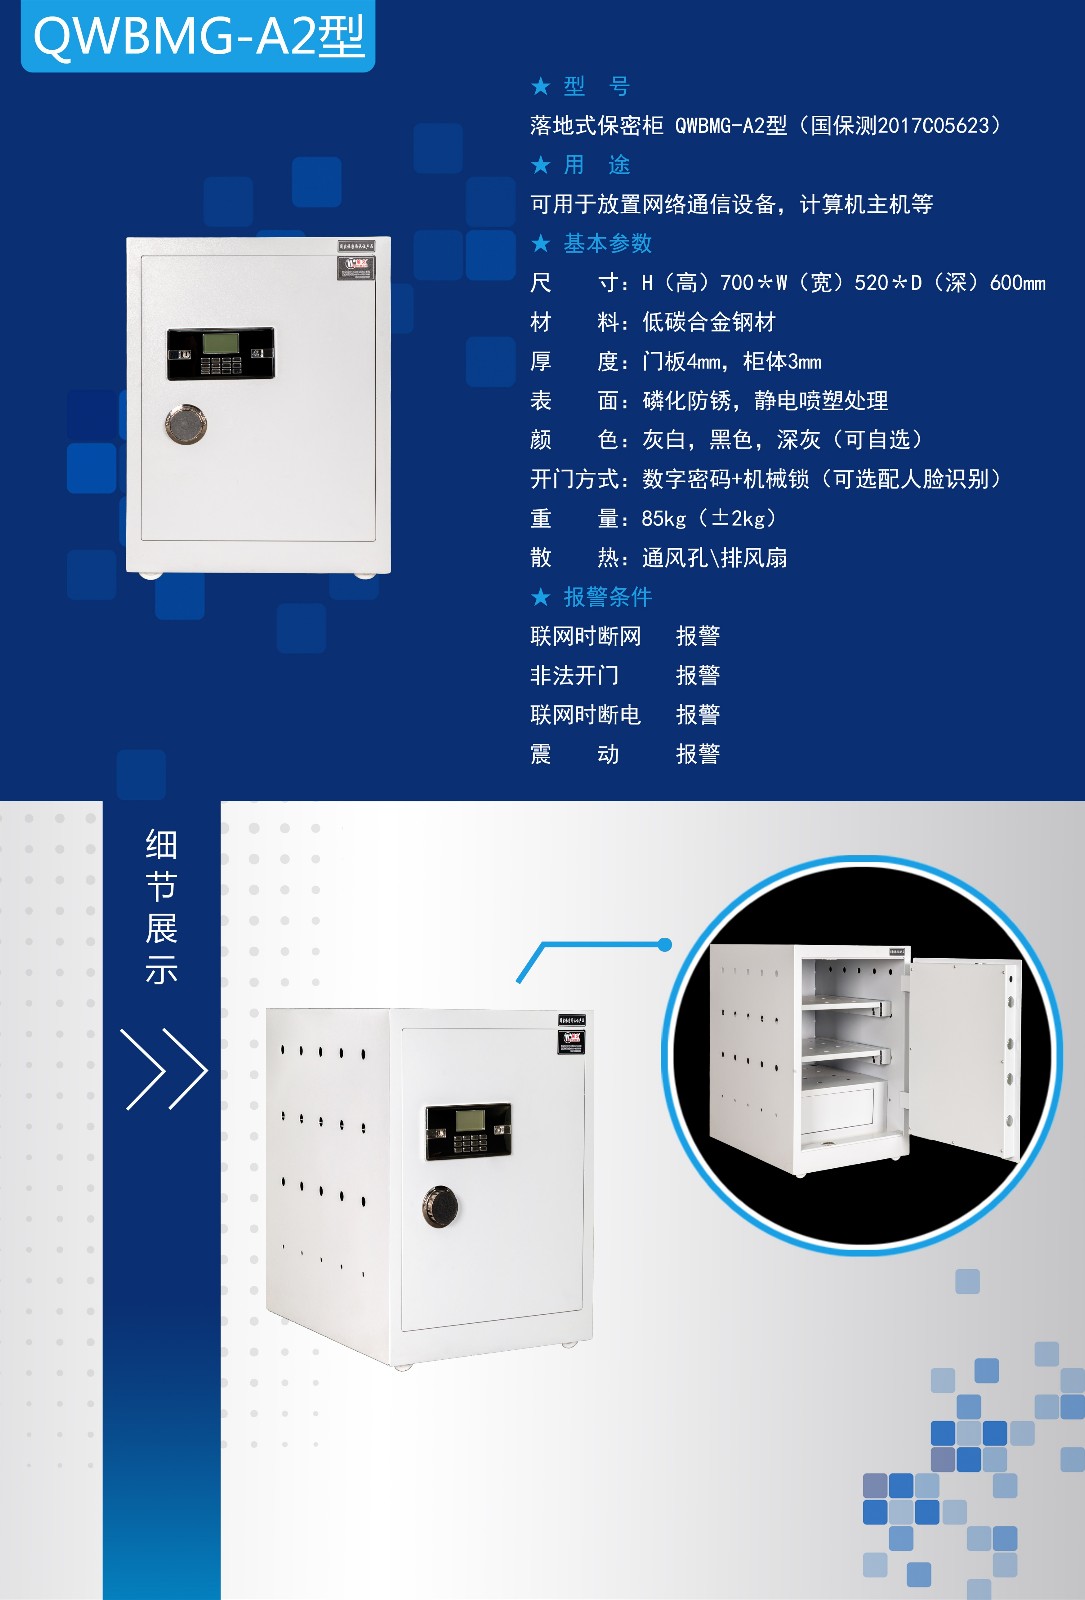 QWBMG-A2型
★ 型　号
落地式保密柜 QWBMG-A2型（国保测2017C05623）
★ 用　途
可用于放置网络通信设备，计算机主机等
★ 基本参数
尺　　寸：H（高）700*W（宽）520*D（深）600mm
材　　料：低碳合金钢材
厚　　度：门板4mm，柜体3mm
表　　面：磷化防锈，静电喷塑处理
颜　　色：灰白，黑色，深灰（可自选）
开门方式：数字密码+机械锁（可选配人脸识别）
重　　量：85kg（±2kg）
散　　热：通风孔\排风扇
★ 报警条件
联网时断网　报警
非法开门　　报警
联网时断电　报警
震　　动　　报警
细节展示